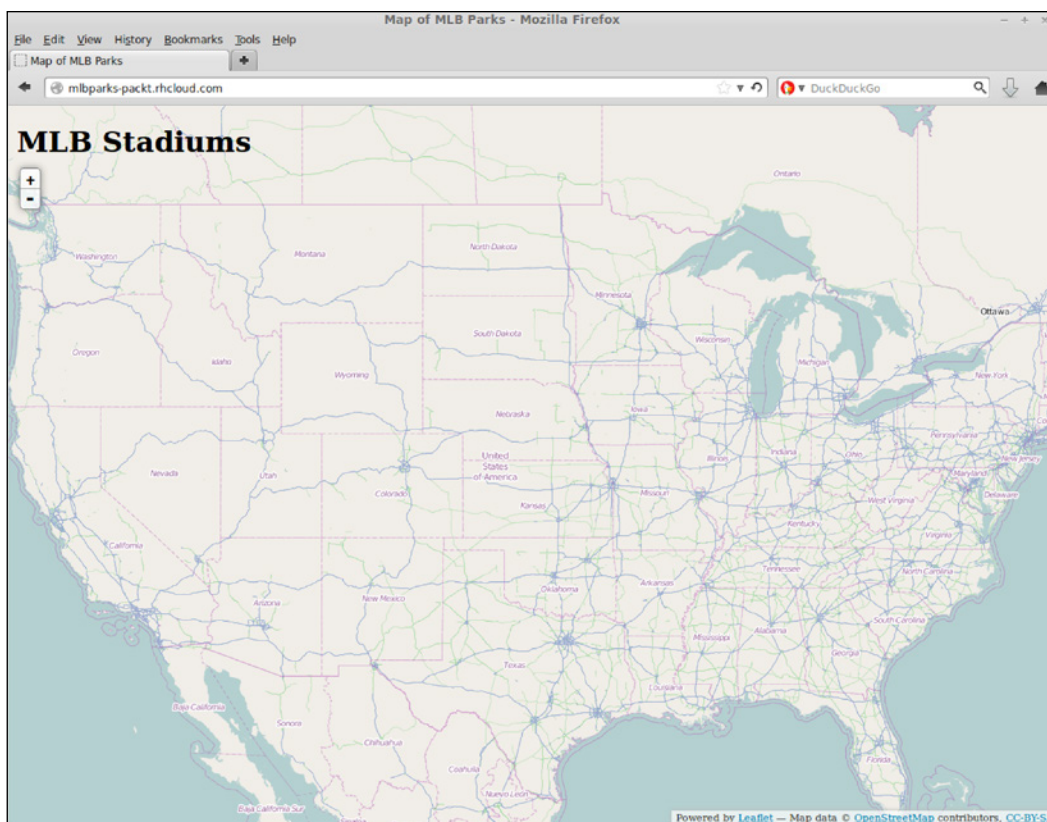 Map of MLB Parks - Mozilla Firefox
File Edit View History Bookmarks Tools Help
Map of MLB Parks
mlbparks-packt.rhcloud.com
DuckDuckGo
MLB Stadiums
+
-
Ontario
Washington
Montana
North Dakota
Minnesota
Ottawa
Oregon
Idaho
South Dakota
Wisconsin
Michigan
Wyoming
New York
Nebraska
Iowa
Pennsylvania
Nevada
Utah
United
States
of America
Illinois
Indiana
Ohio
New Jersey
Colorado
Kansas
Missouri
West Virginia
Maryland
Delaware
California
Kentucky
Virginia
Arizona
New Mexico
Oklahoma
Arkansas
Tennessee
North Carolina
South Carolina
Mississippi
Alabama
Georgia
Texas
Louisiana
Baja California
Sonora
Chihuahua
Coahuila
Florida
Nuevo León
Baja California Sur
Powered by Leaflet — Map data © OpenStreetMap contributors, CC-BY-S